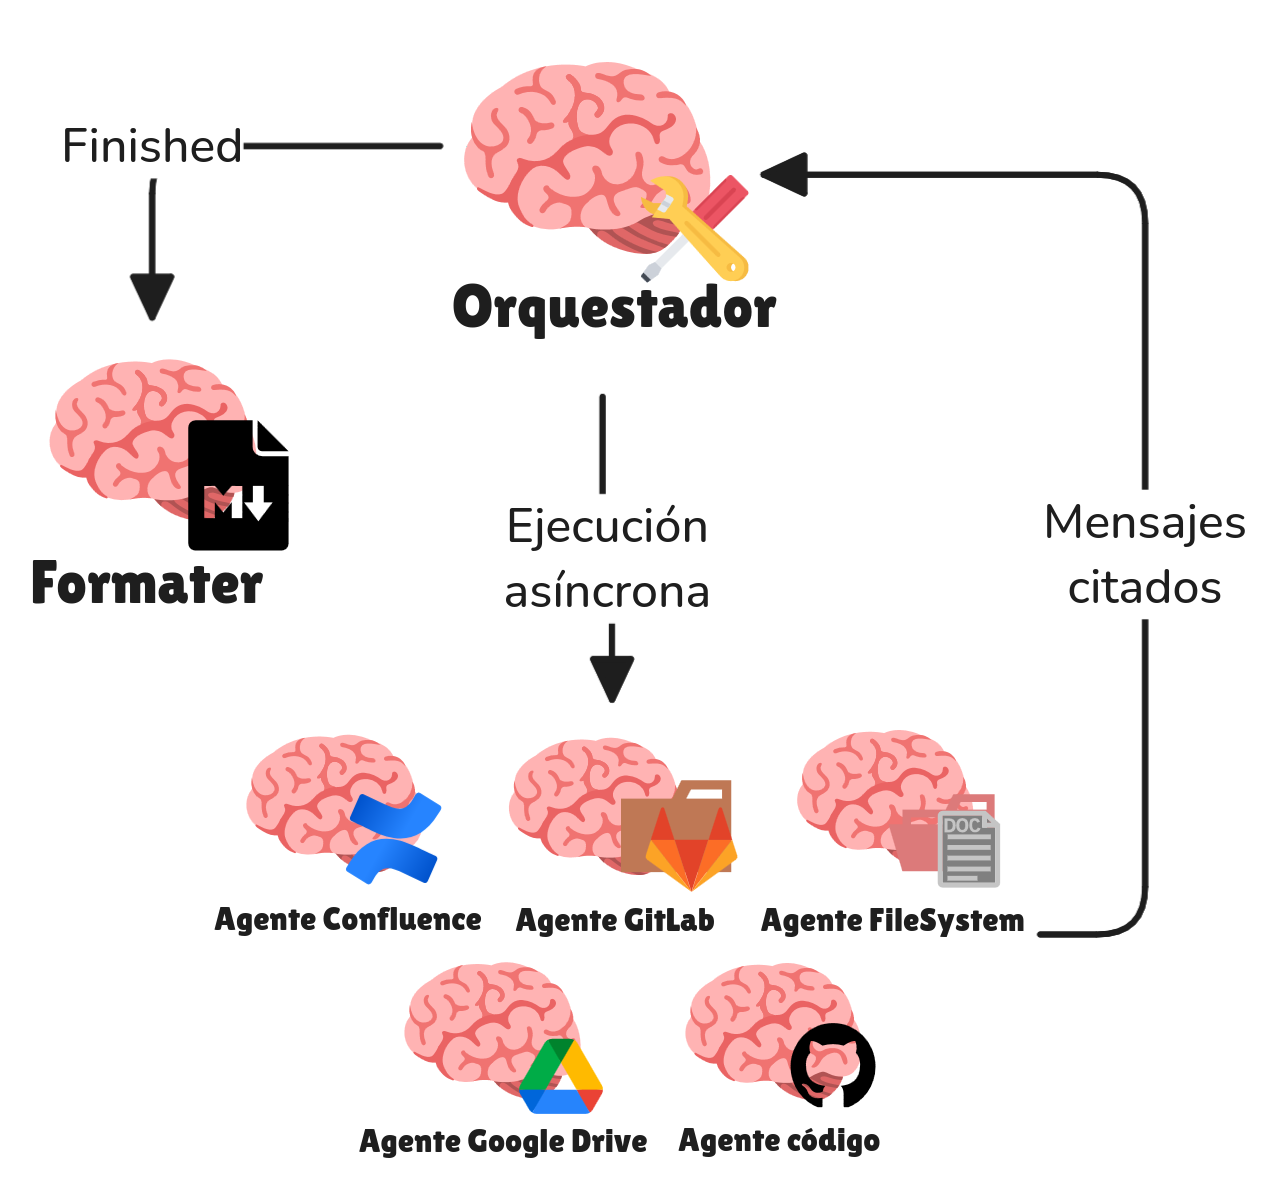 Finished
Orquestador
Formater
Ejecución
asíncrona
Mensajes
citados
DOC
Agente Confluence
Agente GitLab
Agente FileSystem
Agente Google Drive
Agente código